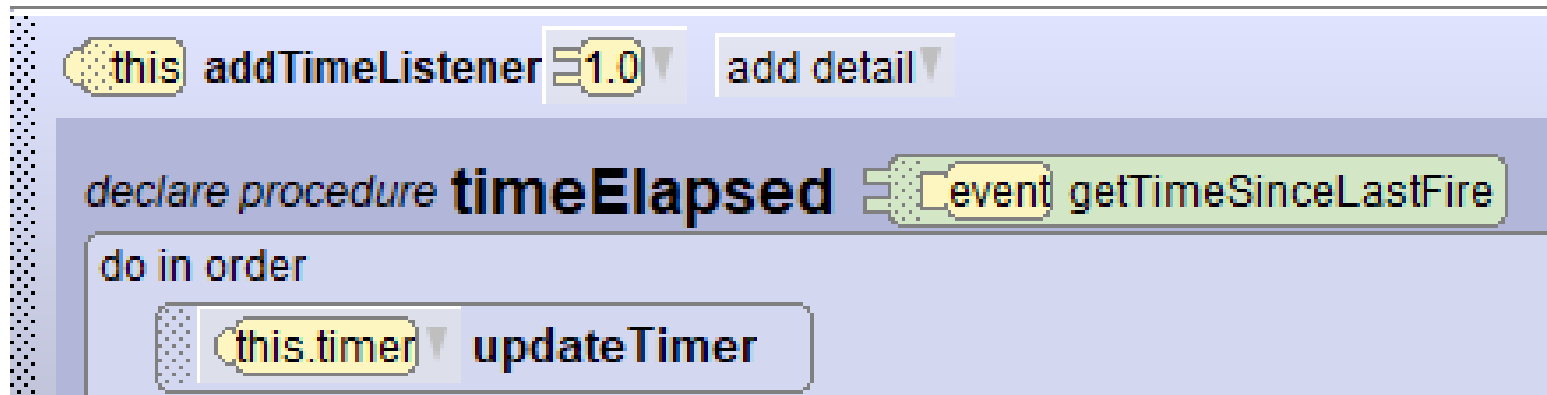 this addTimeListener 1.0 add detail
declare procedure timeElapsed event getTimeSinceLastFire
do in order
this.timer updateTimer